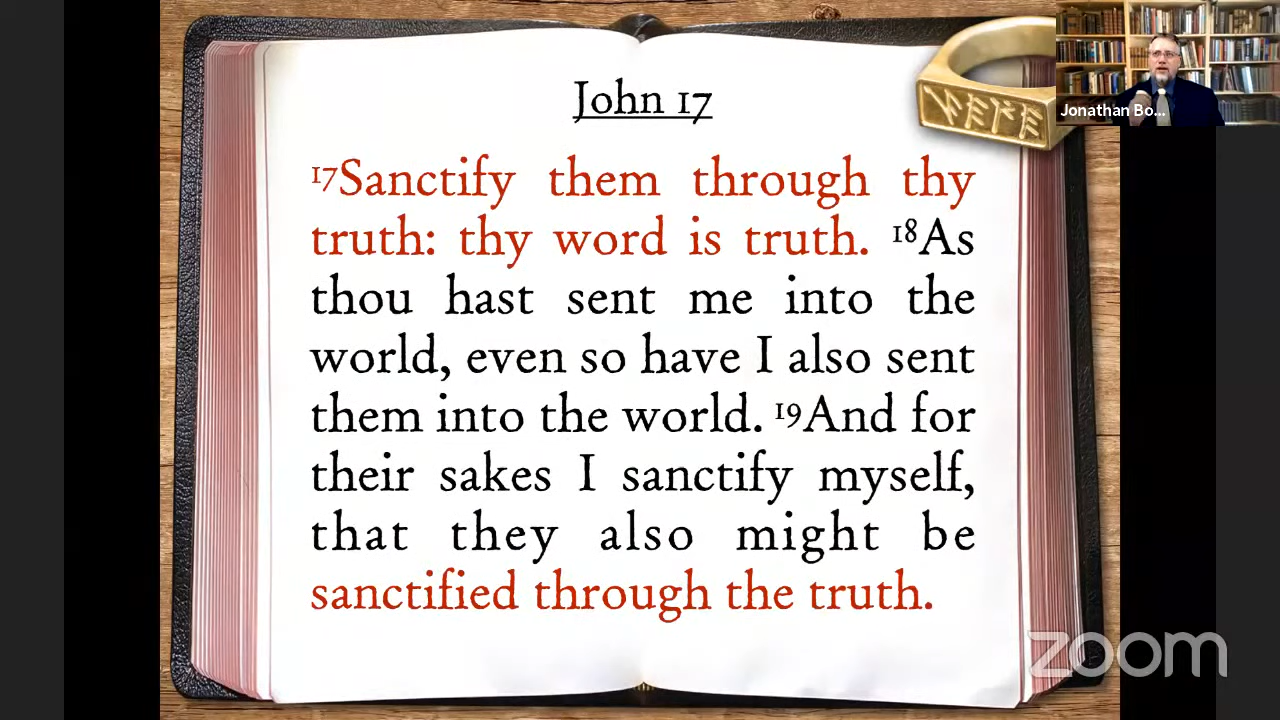 John 17
17Sanctify them through thy
truth: thy word is truth. 18As
thou hast sent me into the
world, even so have I also sent
them into the world. 19And for
their sakes I sanctify myself,
that they also might be
sanctified through the truth.
Jonathan Bo...
zoom